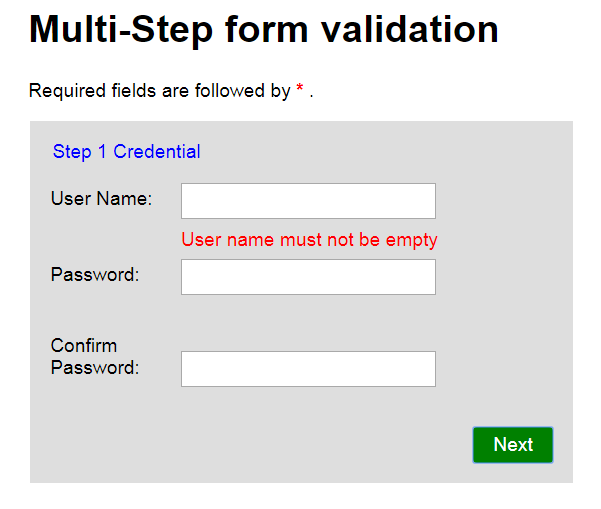 Multi-Step form validation
Required fields are followed by * .
Step 1 Credential
User Name:
User name must not be empty
Password:
Confirm
Password:
Next